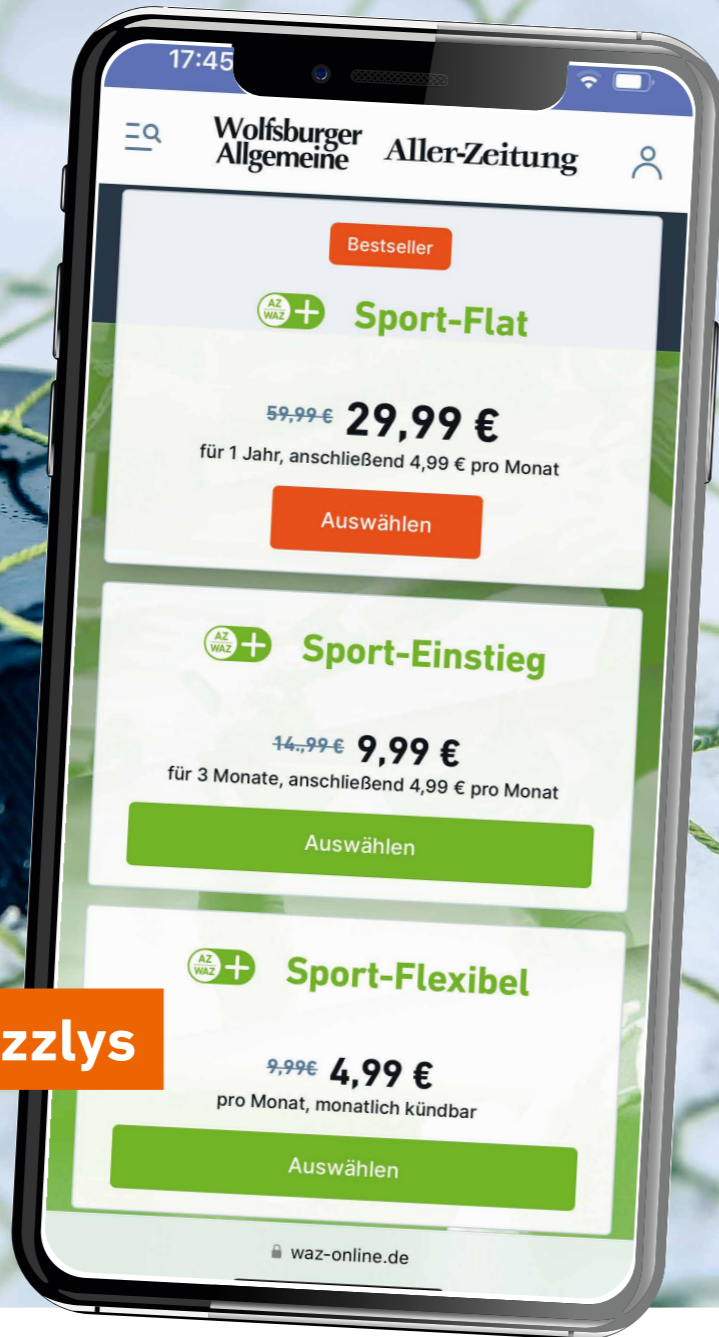 17:45
Wolfsburger
Allgemeine
Aller-Zeitung
Bestseller
AZ
WAZ
+
Sport-Flat
59,99 € 29,99 €
für 1 Jahr, anschließend 4,99 € pro Monat
Auswählen
AZ
WAZ
+
Sport-Einstieg
14.,99 € 9,99 €
für 3 Monate, anschließend 4,99 € pro Monat
Auswählen
AZ
WAZ
+
Sport-Flexibel
9,99€ 4,99 €
pro Monat, monatlich kündbar
Auswählen
zzlys
waz-online.de